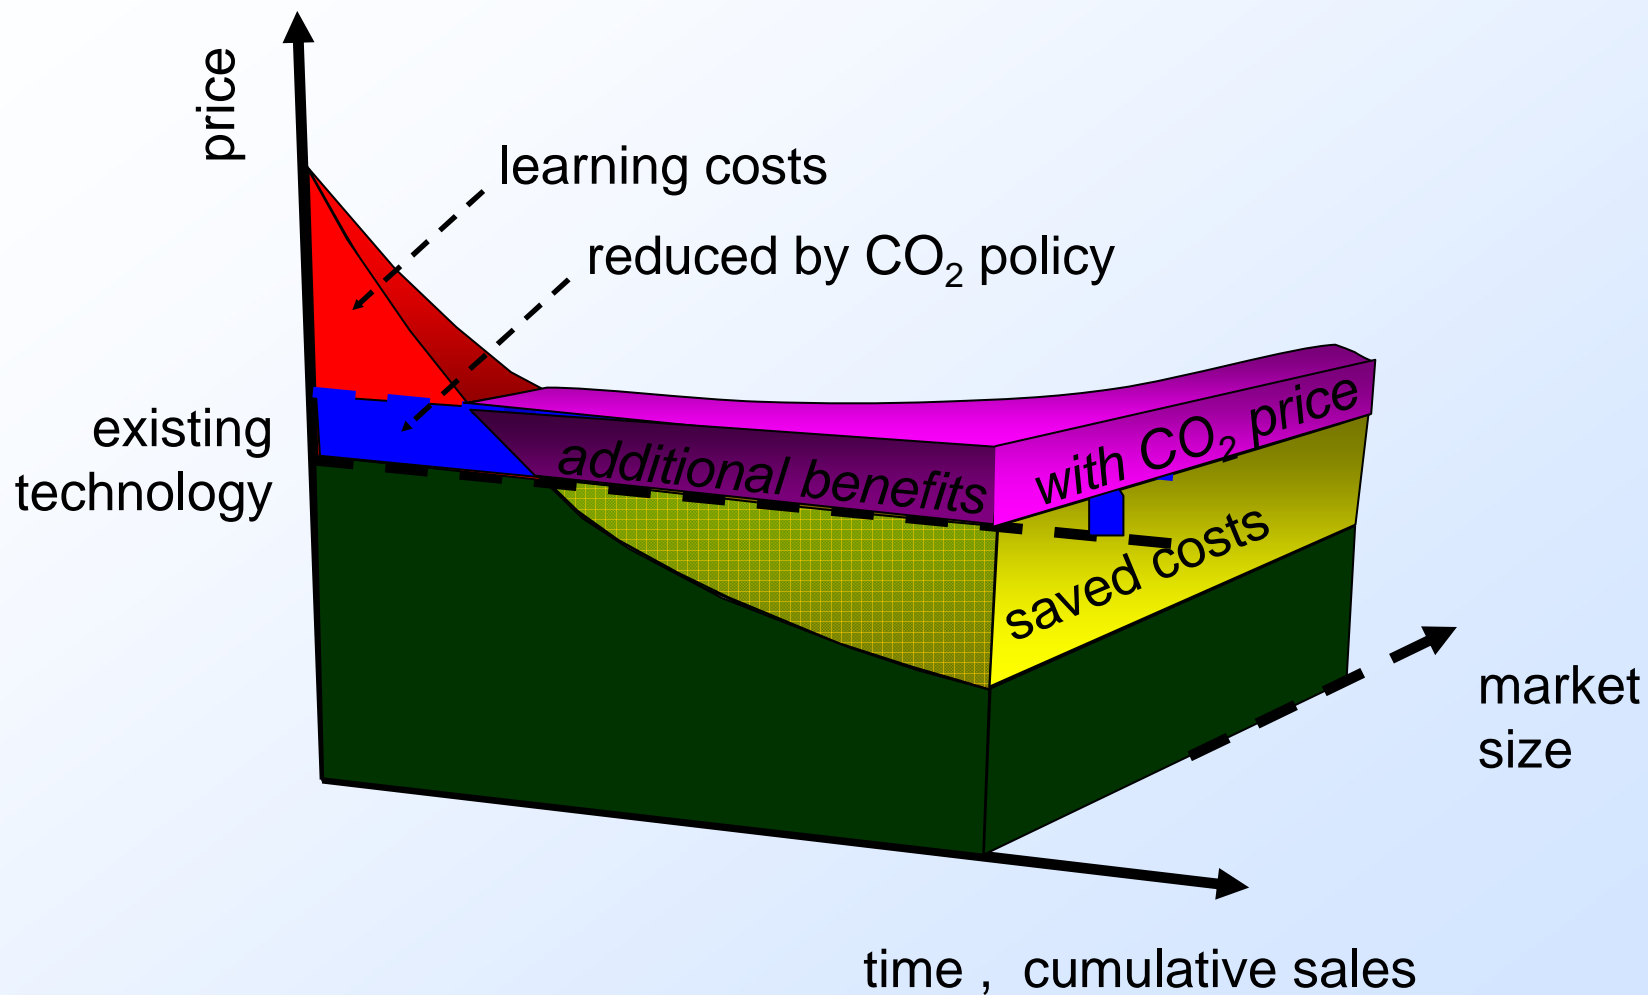 price
learning costs
reduced by CO₂ policy
existing
technology
additional benefits
with CO₂ price
saved costs
market
size
time , cumulative sales